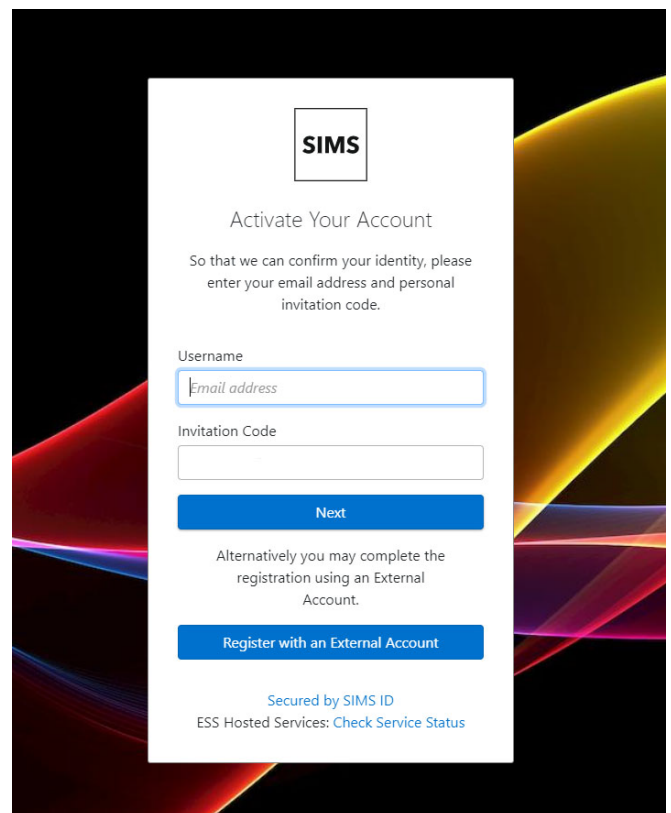 SIMS
Activate Your Account
So that we can confirm your identity, please
enter your email address and personal
invitation code.
Username
Email address
Invitation Code
Next
Alternatively you may complete the
registration using an External
Account.
Register with an External Account
Secured by SIMS ID
ESS Hosted Services: Check Service Status